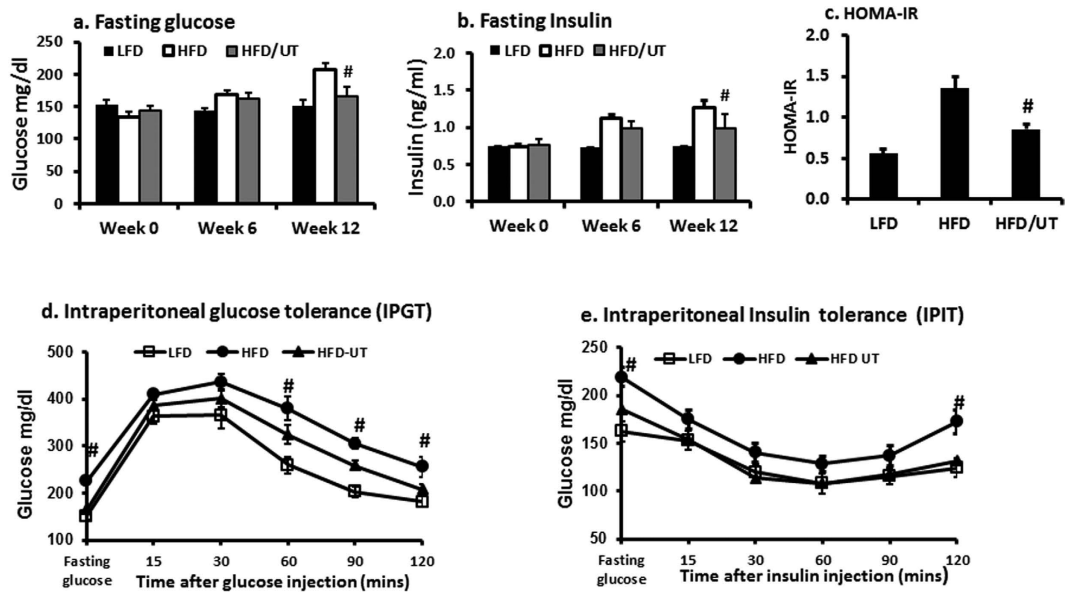 a. Fasting glucose
LFD HFD HFD/UT
Glucose mg/dl
250
200
150
100
50
0
#
Week 0 Week 6 Week 12
b. Fasting Insulin
LFD HFD HFD/UT
Insulin (ng/ml)
2.0
1.5
1.0
0.5
0.0
#
Week 0 Week 6 Week 12
c. HOMA-IR
HOMA-IR
2.0
1.5
1.0
0.5
0.0
#
LFD HFD HFD/UT
d. Intraperitoneal glucose tolerance (IPGT)
LFD HFD HFD-UT
Glucose mg/dl
500
400
300
200
100
# # # #
Fasting glucose 15 30 60 90 120
Time after glucose injection (mins)
e. Intraperitoneal Insulin tolerance (IPIT)
LFD HFD HFD UT
Glucose mg/dl
250
200
150
100
50
# #
Fasting glucose 15 30 60 90 120
Time after insulin injection (mins)